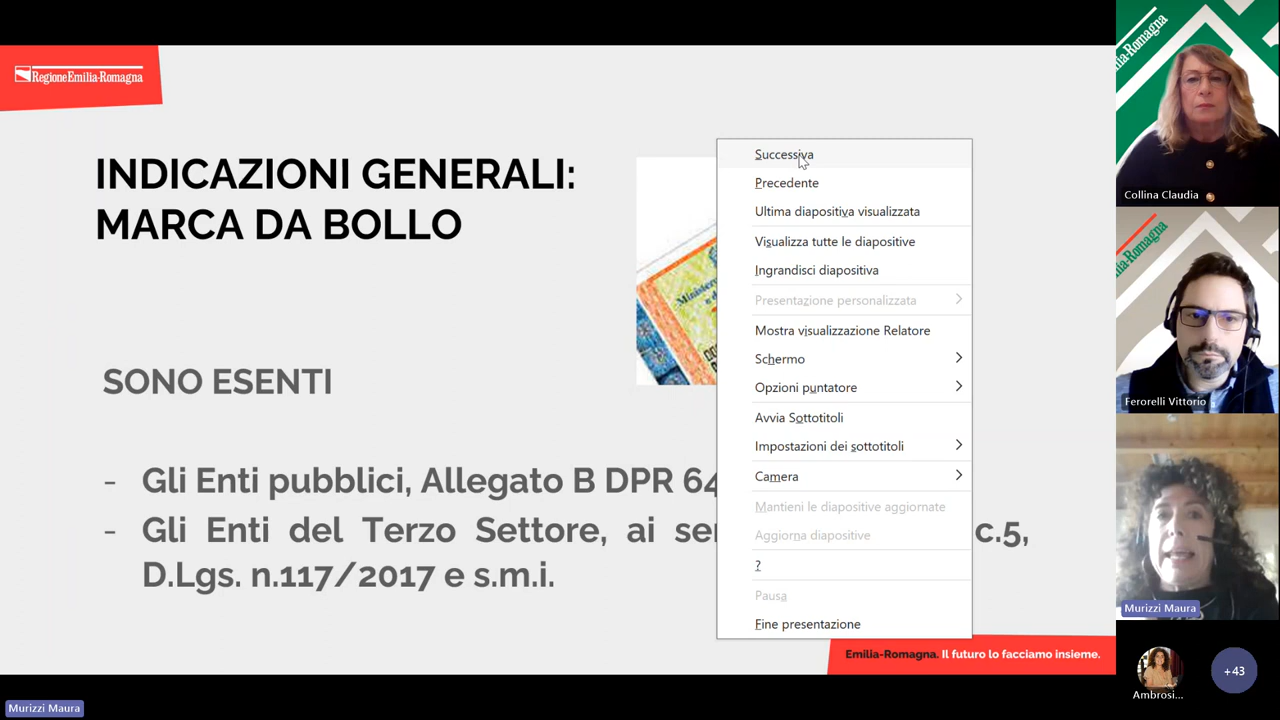 RegioneEmilia-Romagna
INDICAZIONI GENERALI:
MARCA DA BOLLO
SONO ESENTI
- Gli Enti pubblici, Allegato B DPR
- Gli Enti del Terzo Settore, ai
c.5,
D.Lgs. n.117/2017 e s.m.i.
Successiva
Precedente
Ultima diapositiva visualizzata
Visualizza tutte le diapositive
Ingrandisci diapositiva
Presentazione personalizzata
Mostra visualizzazione Relatore
Schermo
Opzioni puntatore
Avvia Sottotitoli
Impostazioni dei sottotitoli
Camera
Mantieni le diapositive aggiornate
Aggiorna diapositive
?
Pausa
Fine presentazione
Emilia-Romagna. Il futuro lo facciamo insieme.
Murizzi Maura
Collina Claudia
Ferorelli Vittorio
Murizzi Maura
Ambrosi...
+43